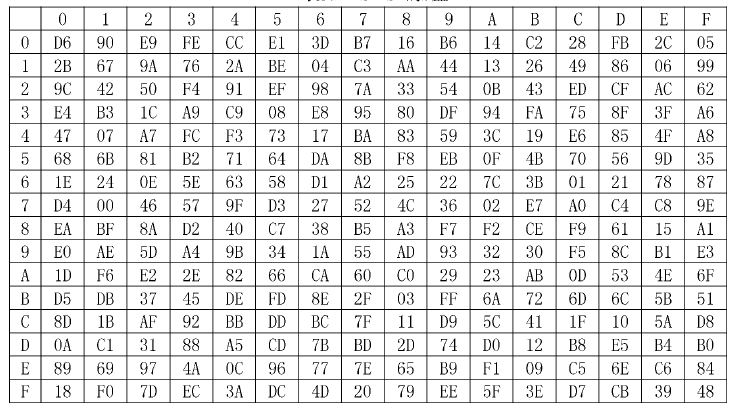 0 1 2 3 4 5 6 7 8 9 A B C D E F
0 D6 90 E9 FE CC E1 3D B7 16 B6 14 C2 28 FB 2C 05
1 2B 67 9A 76 2A BE 04 C3 AA 44 13 26 49 86 06 99
2 9C 42 50 F4 91 EF 98 7A 33 54 0B 43 ED CF AC 62
3 E4 B3 1C A9 C9 08 E8 95 80 DF 94 FA 75 8F 3F A6
4 47 07 A7 FC F3 73 17 BA 83 59 3C 19 E6 85 4F A8
5 68 6B 81 B2 71 64 DA 8B F8 EB 0F 4B 70 56 9D 35
6 1E 24 0E 5E 63 58 D1 A2 25 22 7C 3B 01 21 78 87
7 D4 00 46 57 9F D3 27 52 4C 36 02 E7 A0 C4 C8 9E
8 EA BF 8A D2 40 C7 38 B5 A3 F7 F2 CE F9 61 15 A1
9 E0 AE 5D A4 9B 34 1A 55 AD 93 32 30 F5 8C B1 E3
A 1D F6 E2 2E 82 66 CA 60 C0 29 23 AB 0D 53 4E 6F
B D5 DB 37 45 DE FD 8E 2F 03 FF 6A 72 6D 6C 5B 51
C 8D 1B AF 92 BB DD BC 7F 11 D9 5C 41 1F 10 5A D8
D 0A C1 31 88 A5 CD 7B BD 2D 74 D0 12 B8 E5 B4 B0
E 89 69 97 4A 0C 96 77 7E 65 B9 F1 09 C5 6E C6 84
F 18 F0 7D EC 3A DC 4D 20 79 EE 5F 3E D7 CB 39 48